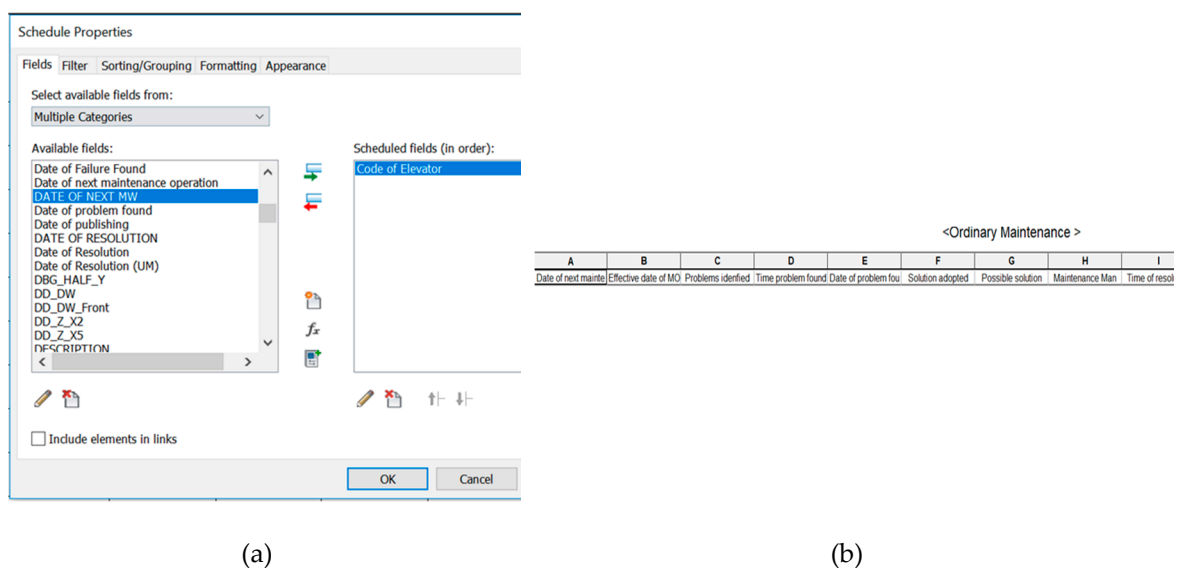 Schedule Properties
Fields Filter Sorting/Grouping Formatting Appearance
Select available fields from:
Multiple Categories
Available fields:
Date of Failure Found
Date of next maintenance operation
DATE OF NEXT MW
Date of problem found
Date of publishing
DATE OF RESOLUTION
Date of Resolution
Date of Resolution (UM)
DBG_HALF_Y
DD_DW
DD_DW_Front
DD_Z_X2
DD_Z_X5
DESCRIPTION
Scheduled fields (in order):
Code of Elevator
fx
Include elements in links
OK Cancel
(a)
<Ordinary Maintenance >
A B C D E F G H I
Date of next mainte Effective date of MO Problems idenfied Time problem found Date of problem fou Solution adopted Possible solution Maintenance Man Time of resol
(b)